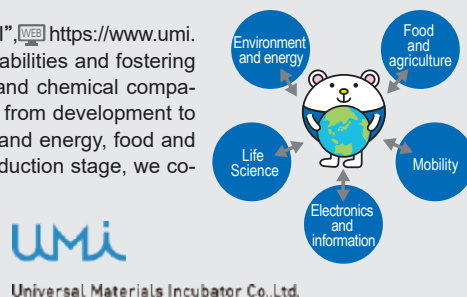 l”, WEB https://www.umi.
abilities and fostering
and chemical compa-
from development to
and energy, food and
duction stage, we co-
Environment
and energy
Food
and
agriculture
Life
Science
Mobility
Electronics
and
information
UMI
Universal Materials Incubator Co.,Ltd.